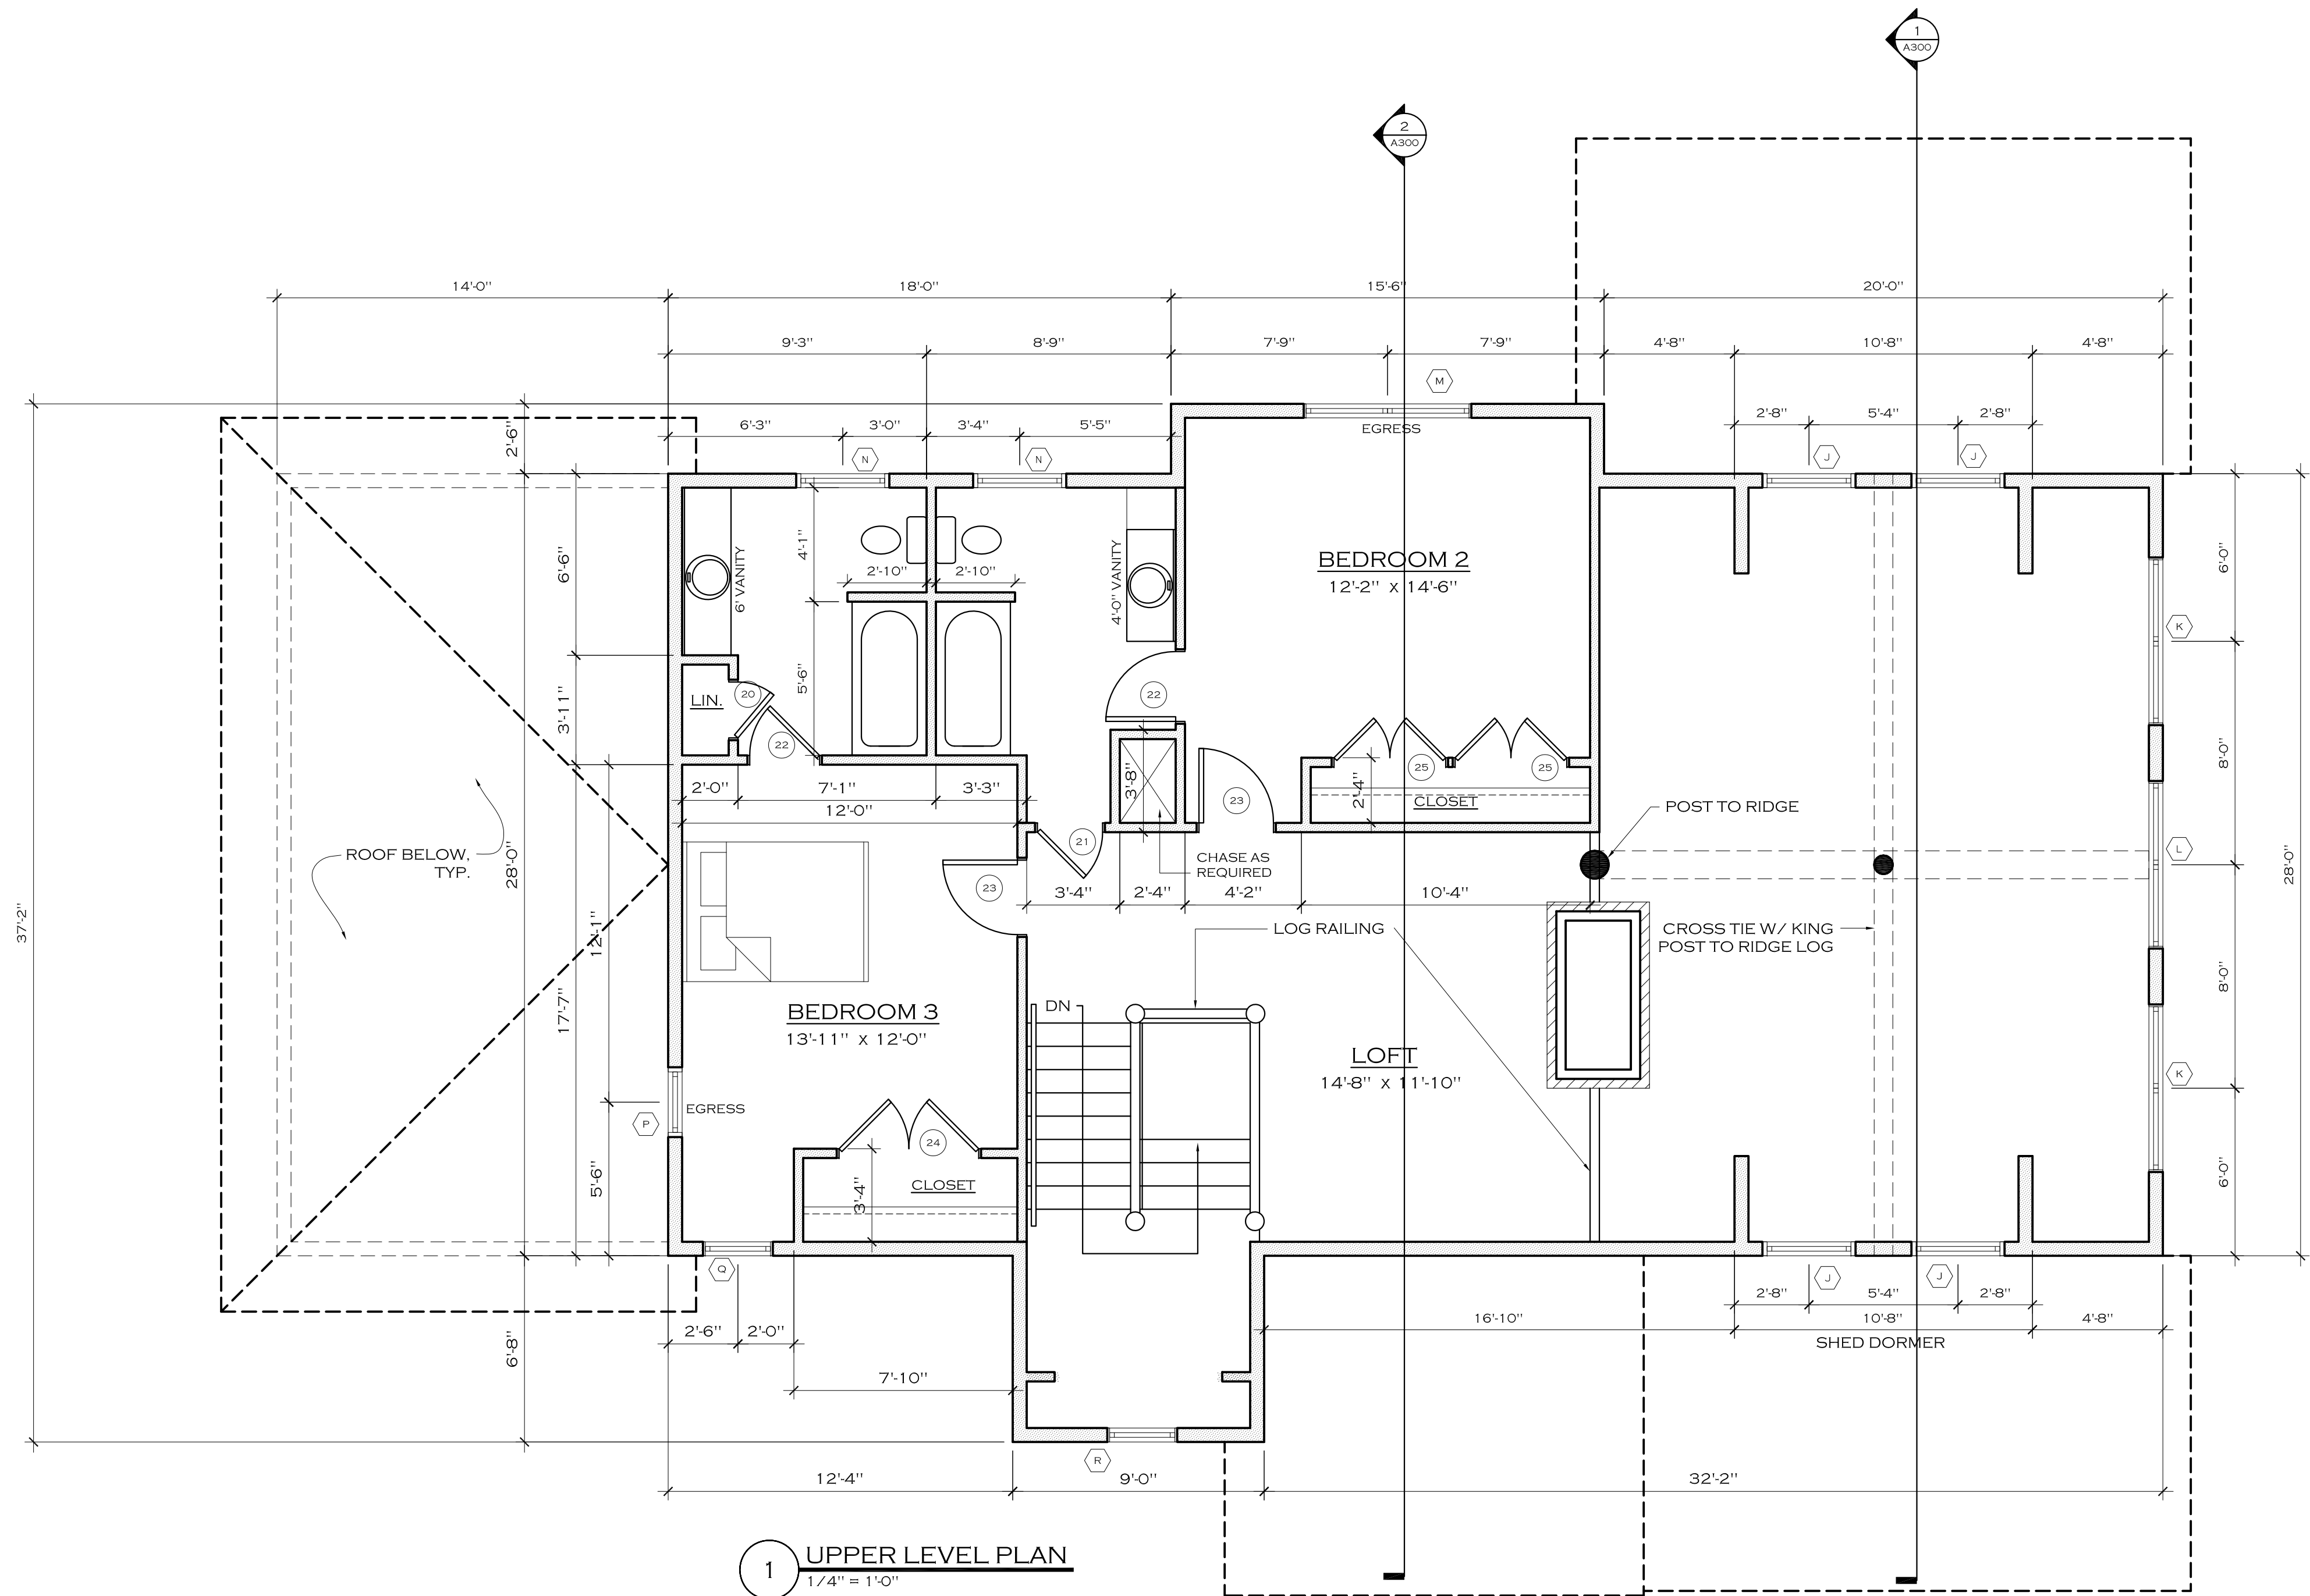 1
A300
2
A300
14'-0" 18'-0" 15'-6" 20'-0"
9'-3" 8'-9" 7'-9" 7'-9" 4'-8" 10'-8" 4'-8"
M
6'-3" 3'-0" 3'-4" 5'-5" EGRESS 2'-8" 5'-4" 2'-8"
N N J J
2'-6"
6'-6"
3'-11"
28'-0"
37'-2"
12'-1"
17'-7"
5'-6"
6'-8"
6' VANITY
4'-1"
2'-10" 2'-10"
4'-0" VANITY
5'-6"
BEDROOM 2
12'-2" X 14'-6"
6'-0"
K
8'-0"
L
28'-0"
8'-0"
K
6'-0"
LIN.
20
22
22
2'-0" 7'-1" 3'-3"
12'-0"
3'-8"
23
2'-4"
25 25
CLOSET
21
CHASE AS
REQUIRED
POST TO RIDGE
ROOF BELOW,
TYP.
23
3'-4" 2'-4" 4'-2" 10'-4"
LOG RAILING
CROSS TIE W/ KING
POST TO RIDGE LOG
DN
BEDROOM 3
13'-11" X 12'-0"
LOFT
14'-8" X 11'-10"
EGRESS
P
24
3'-4"
CLOSET
Q
J J
2'-8" 5'-4" 2'-8"
2'-6" 2'-0" 16'-10" 10'-8" 4'-8"
SHED DORMER
7'-10"
R
12'-4" 9'-0" 32'-2"
1 UPPER LEVEL PLAN
1/4" = 1'-0"